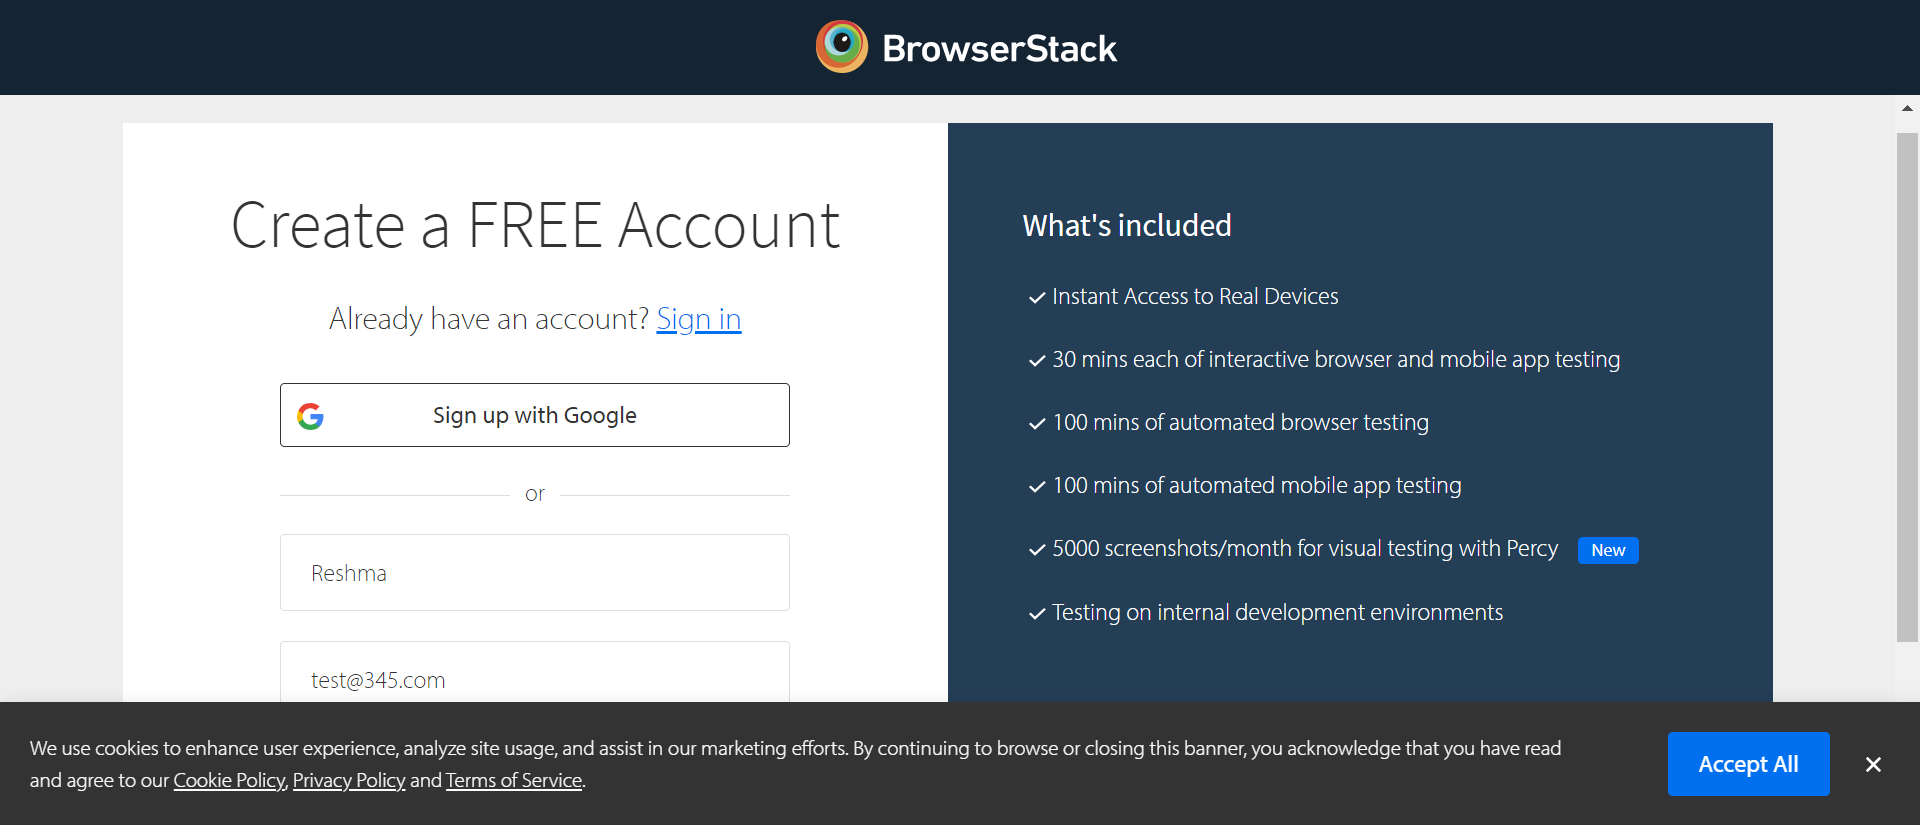 BrowserStack
Create a FREE Account
Already have an account? Sign in
Sign up with Google
or
Reshma
test@345.com
What's included
Instant Access to Real Devices
30 mins each of interactive browser and mobile app testing
100 mins of automated browser testing
100 mins of automated mobile app testing
5000 screenshots/month for visual testing with Percy New
Testing on internal development environments
We use cookies to enhance user experience, analyze site usage, and assist in our marketing efforts. By continuing to browse or closing this banner, you acknowledge that you have read
and agree to our Cookie Policy, Privacy Policy and Terms of Service.
Accept All